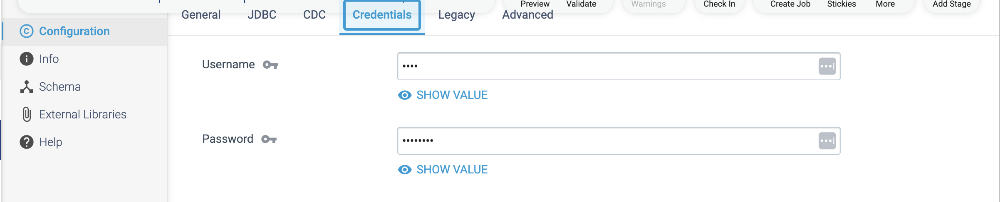 Preview Validate Warnings Check In Create Job Stickies More Add Stage
General JDBC CDC Credentials Legacy Advanced
Configuration
Info
Schema
External Libraries
Help
Username
••••
SHOW VALUE
Password
••••••••
SHOW VALUE